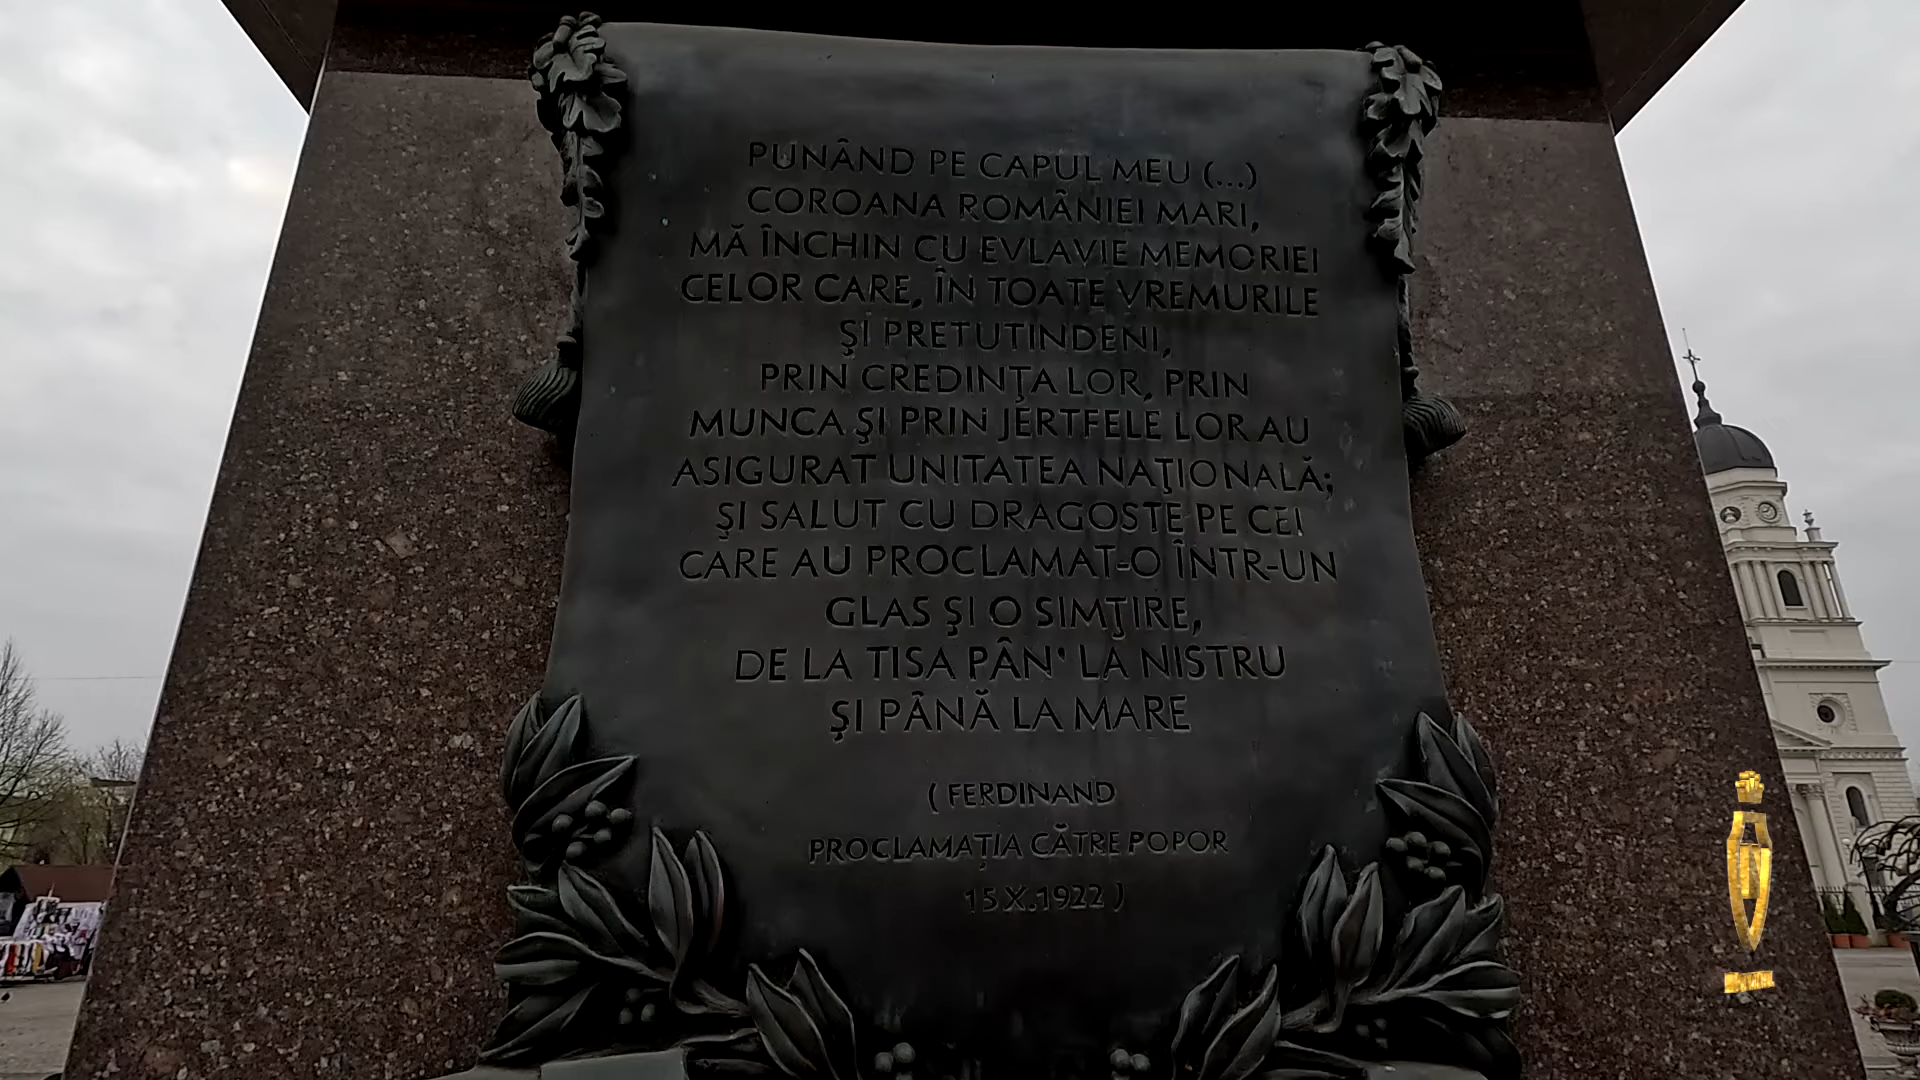 PUNÂND PE CAPUL MEU (...)
COROANA ROMÂNIEI MARI,
MĂ ÎNCHIN CU EVLAVIE MEMORIEI
CELOR CARE, ÎN TOATE VREMURILE
ŞI PRETUTINDENI,
PRIN CREDINŢA LOR, PRIN
MUNCA ŞI PRIN JERTFELE LOR AU
ASIGURAT UNITATEA NAŢIONALĂ;
ŞI SALUT CU DRAGOSTE PE CEI
CARE AU PROCLAMAT-O ÎNTR-UN
GLAS ŞI O SIMŢIRE,
DE LA TISA PÂN' LA NISTRU
ŞI PÂNĂ LA MARE
( FERDINAND
PROCLAMAŢIA CĂTRE POPOR
15.X.1922 )